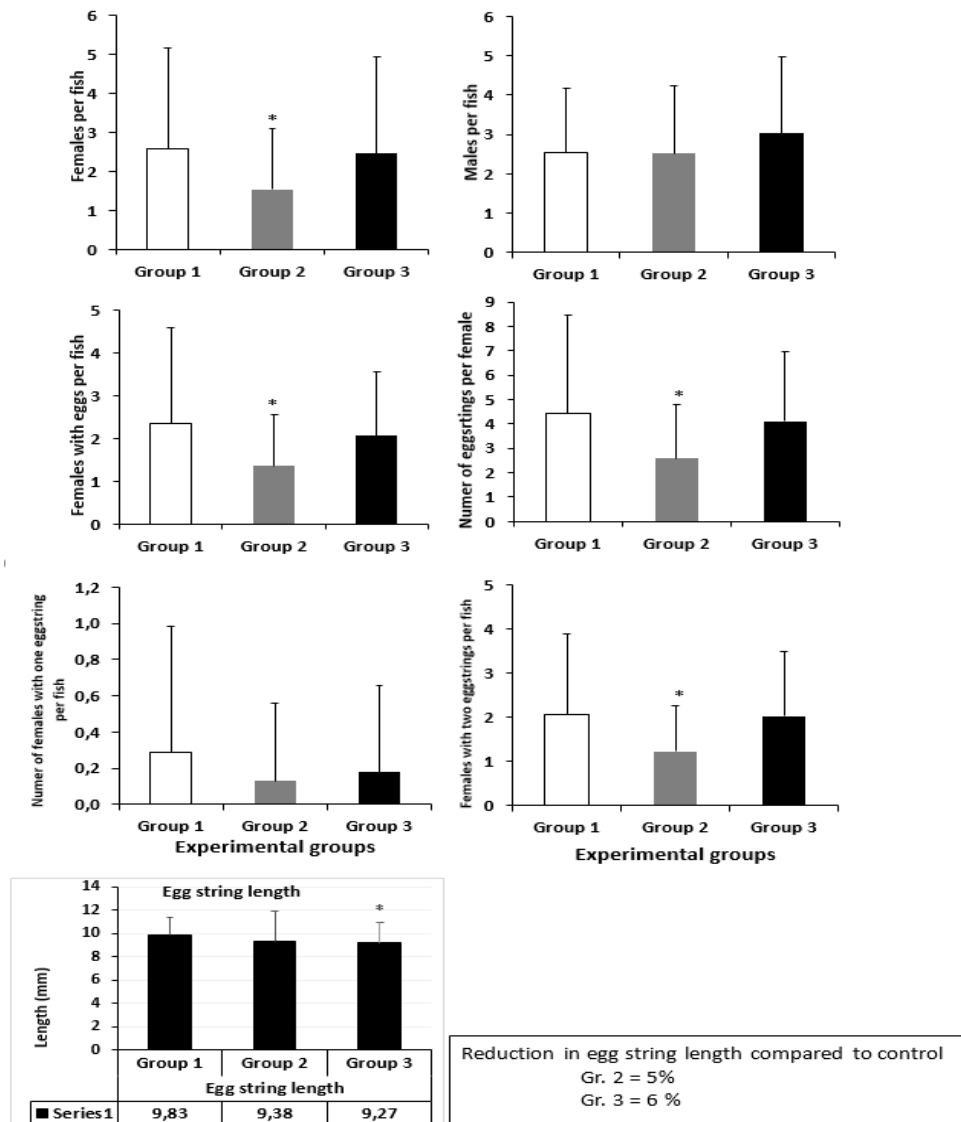 Females per fish
6
5
4
3
2
1
0
*
Group 1 Group 2 Group 3
Males per fish
6
5
4
3
2
1
0
Group 1 Group 2 Group 3
Females with eggs per fish
5
4
3
2
1
0
*
Group 1 Group 2 Group 3
Numer of eggsrtings per female
9
8
7
6
5
4
3
2
1
0
*
Group 1 Group 2 Group 3
Numer of females with one eggstring
per fish
1,2
1,0
0,8
0,6
0,4
0,2
0,0
Group 1 Group 2 Group 3
Experimental groups
Females with two eggstrings per fish
5
4
3
2
1
0
*
Group 1 Group 2 Group 3
Experimental groups
Egg string length
Length (mm)
14
12
10
8
6
4
2
0
*
Group 1 Group 2 Group 3
Egg string length
Series1 9,83 9,38 9,27
Reduction in egg string length compared to control
Gr. 2 = 5%
Gr. 3 = 6 %